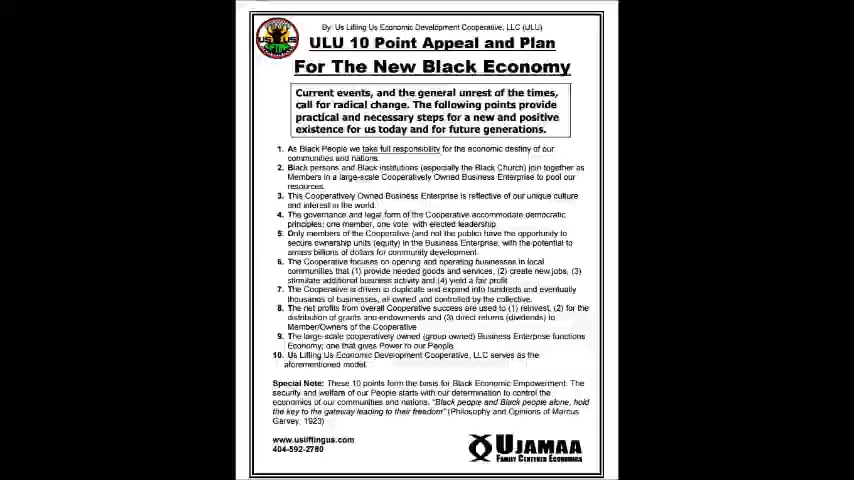 By: Us Lifting Us Economic Development Cooperative, LLC (ULU)
ULU 10 Point Appeal and Plan
For The New Black Economy
Current events, and the general unrest of the times,
call for radical change. The following points provide
practical and necessary steps for a new and positive
existence for us today and for future generations.
1. As Black People we take full responsibility for the economic destiny of our
communities and nations.
2. Black persons and Black institutions (especially the Black Church) join together as
Members in a large-scale Cooperatively Owned Business Enterprise to pool our
resources.
3. This Cooperatively Owned Business Enterprise is reflective of our unique culture
and interest in the world.
4. The governance and legal form of the Cooperative accommodate democratic
principles; one member, one vote with elected leadership
5. Only members of the Cooperative (and not the public) have the opportunity to
secure ownership units (equity) in the Business Enterprise, with the potential to
amass billions of dollars for community development.
6. The Cooperative focuses on opening and operating businesses in local
communities that (1) provide needed goods and services, (2) create new jobs, (3)
stimulate additional business activity and (4) yield a fair profit
7. The Cooperative is driven to duplicate and expand into hundreds and eventually
thousands of businesses, all owned and controlled by the collective.
8. The net profits from overall Cooperative success are used to (1) reinvest, (2) for the
distribution of grants and endowments and (3) direct returns (dividends) to
Member/Owners of the Cooperative
9. The large-scale cooperatively owned (group owned) Business Enterprise functions
Economy; one that gives Power to our People.
10. Us Lifting Us Economic Development Cooperative, LLC serves as the
aforementioned model.
Special Note: These 10 points form the basis for Black Economic Empowerment. The
security and welfare of our People starts with our determination to control the
economics of our communities and nations. "Black people and Black people alone, hold
the key to the gateway leading to their freedom" (Philosophy and Opinions of Marcus
Garvey, 1923)
www.usliftingus.com
404-592-2780
UJAMAA
FAMILY CENTERED ECONOMICS